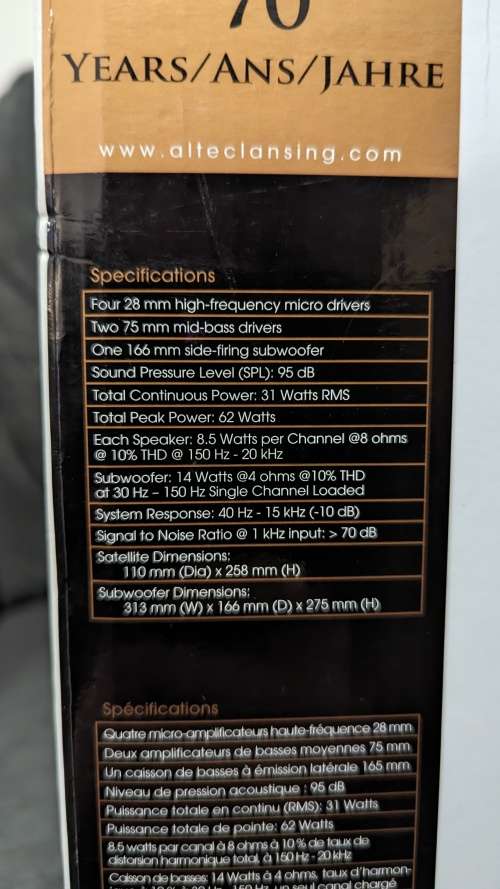 70
YEARS/ANS/JAHRE
www.alteclansing.com
Specifications
Four 28 mm high-frequency micro drivers
Two 75 mm mid-bass drivers
One 166 mm side-firing subwoofer
Sound Pressure Level (SPL): 95 dB
Total Continuous Power: 31 Watts RMS
Total Peak Power: 62 Watts
Each Speaker: 8.5 Watts per Channel @8 ohms
@ 10% THD @ 150 Hz - 20 kHz
Subwoofer: 14 Watts @4 ohms @10% THD
at 30 Hz – 150 Hz Single Channel Loaded
System Response: 40 Hz - 15 kHz (-10 dB)
Signal to Noise Ratio @ 1 kHz input: > 70 dB
Satellite Dimensions:
110 mm (Dia) x 258 mm (H)
Subwoofer Dimensions:
313 mm (W) x 166 mm (D) x 275 mm (H)
Spécifications
Quatre micro-amplificateurs haute-fréquence 28 mm
Deux amplificateurs de basses moyennes 75 mm
Un caisson de basses à émission latérale 165 mm
Niveau de pression acoustique : 95 dB
Puissance totale en continu (RMS): 31 Watts
Puissance totale de pointe: 62 Watts
8.5 watts par canal à 8 ohms à 10 % de taux de
distorsion harmonique total, à 150 Hz - 20 kHz
Caisson de basses: 14 Watts à 4 ohms, taux d'harmon-
un seul canal chargé